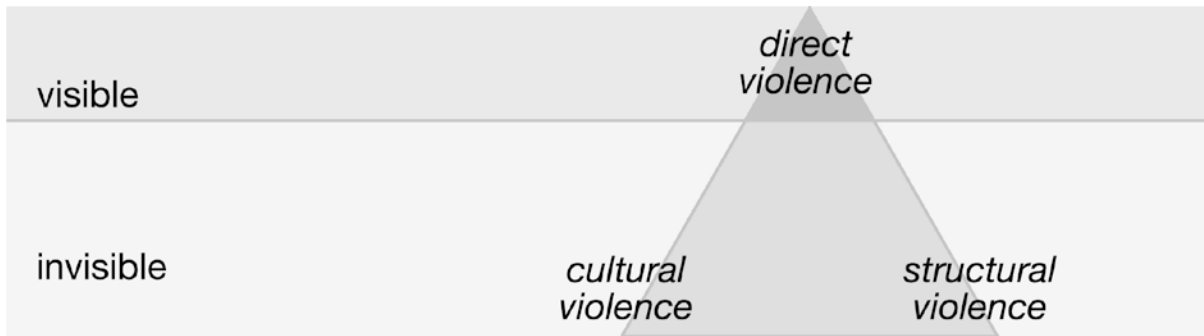 direct
violence
visible
invisible
cultural
violence
structural
violence